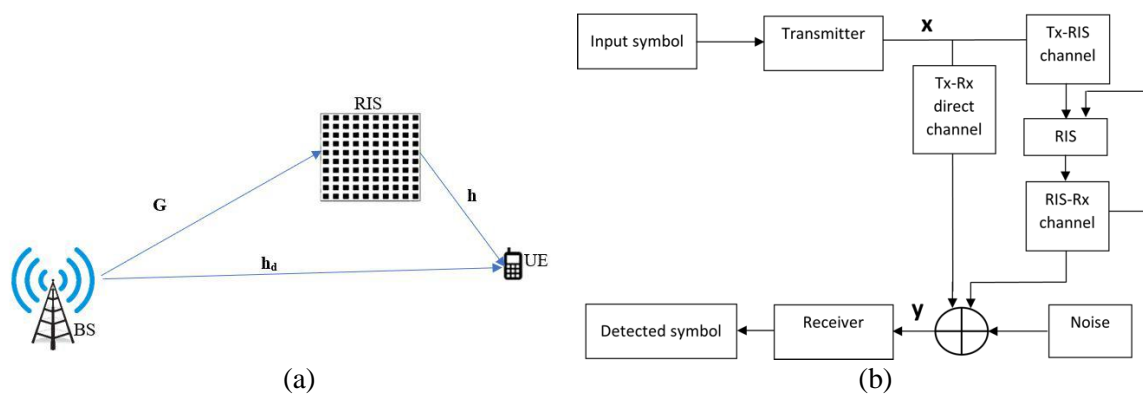 RIS
G
h
h_d
UE
BS
(a)
Input symbol
Transmitter
x
Tx-RIS
channel
Tx-Rx
direct
channel
RIS
RIS-Rx
channel
y
Detected symbol
Receiver
Noise
(b)